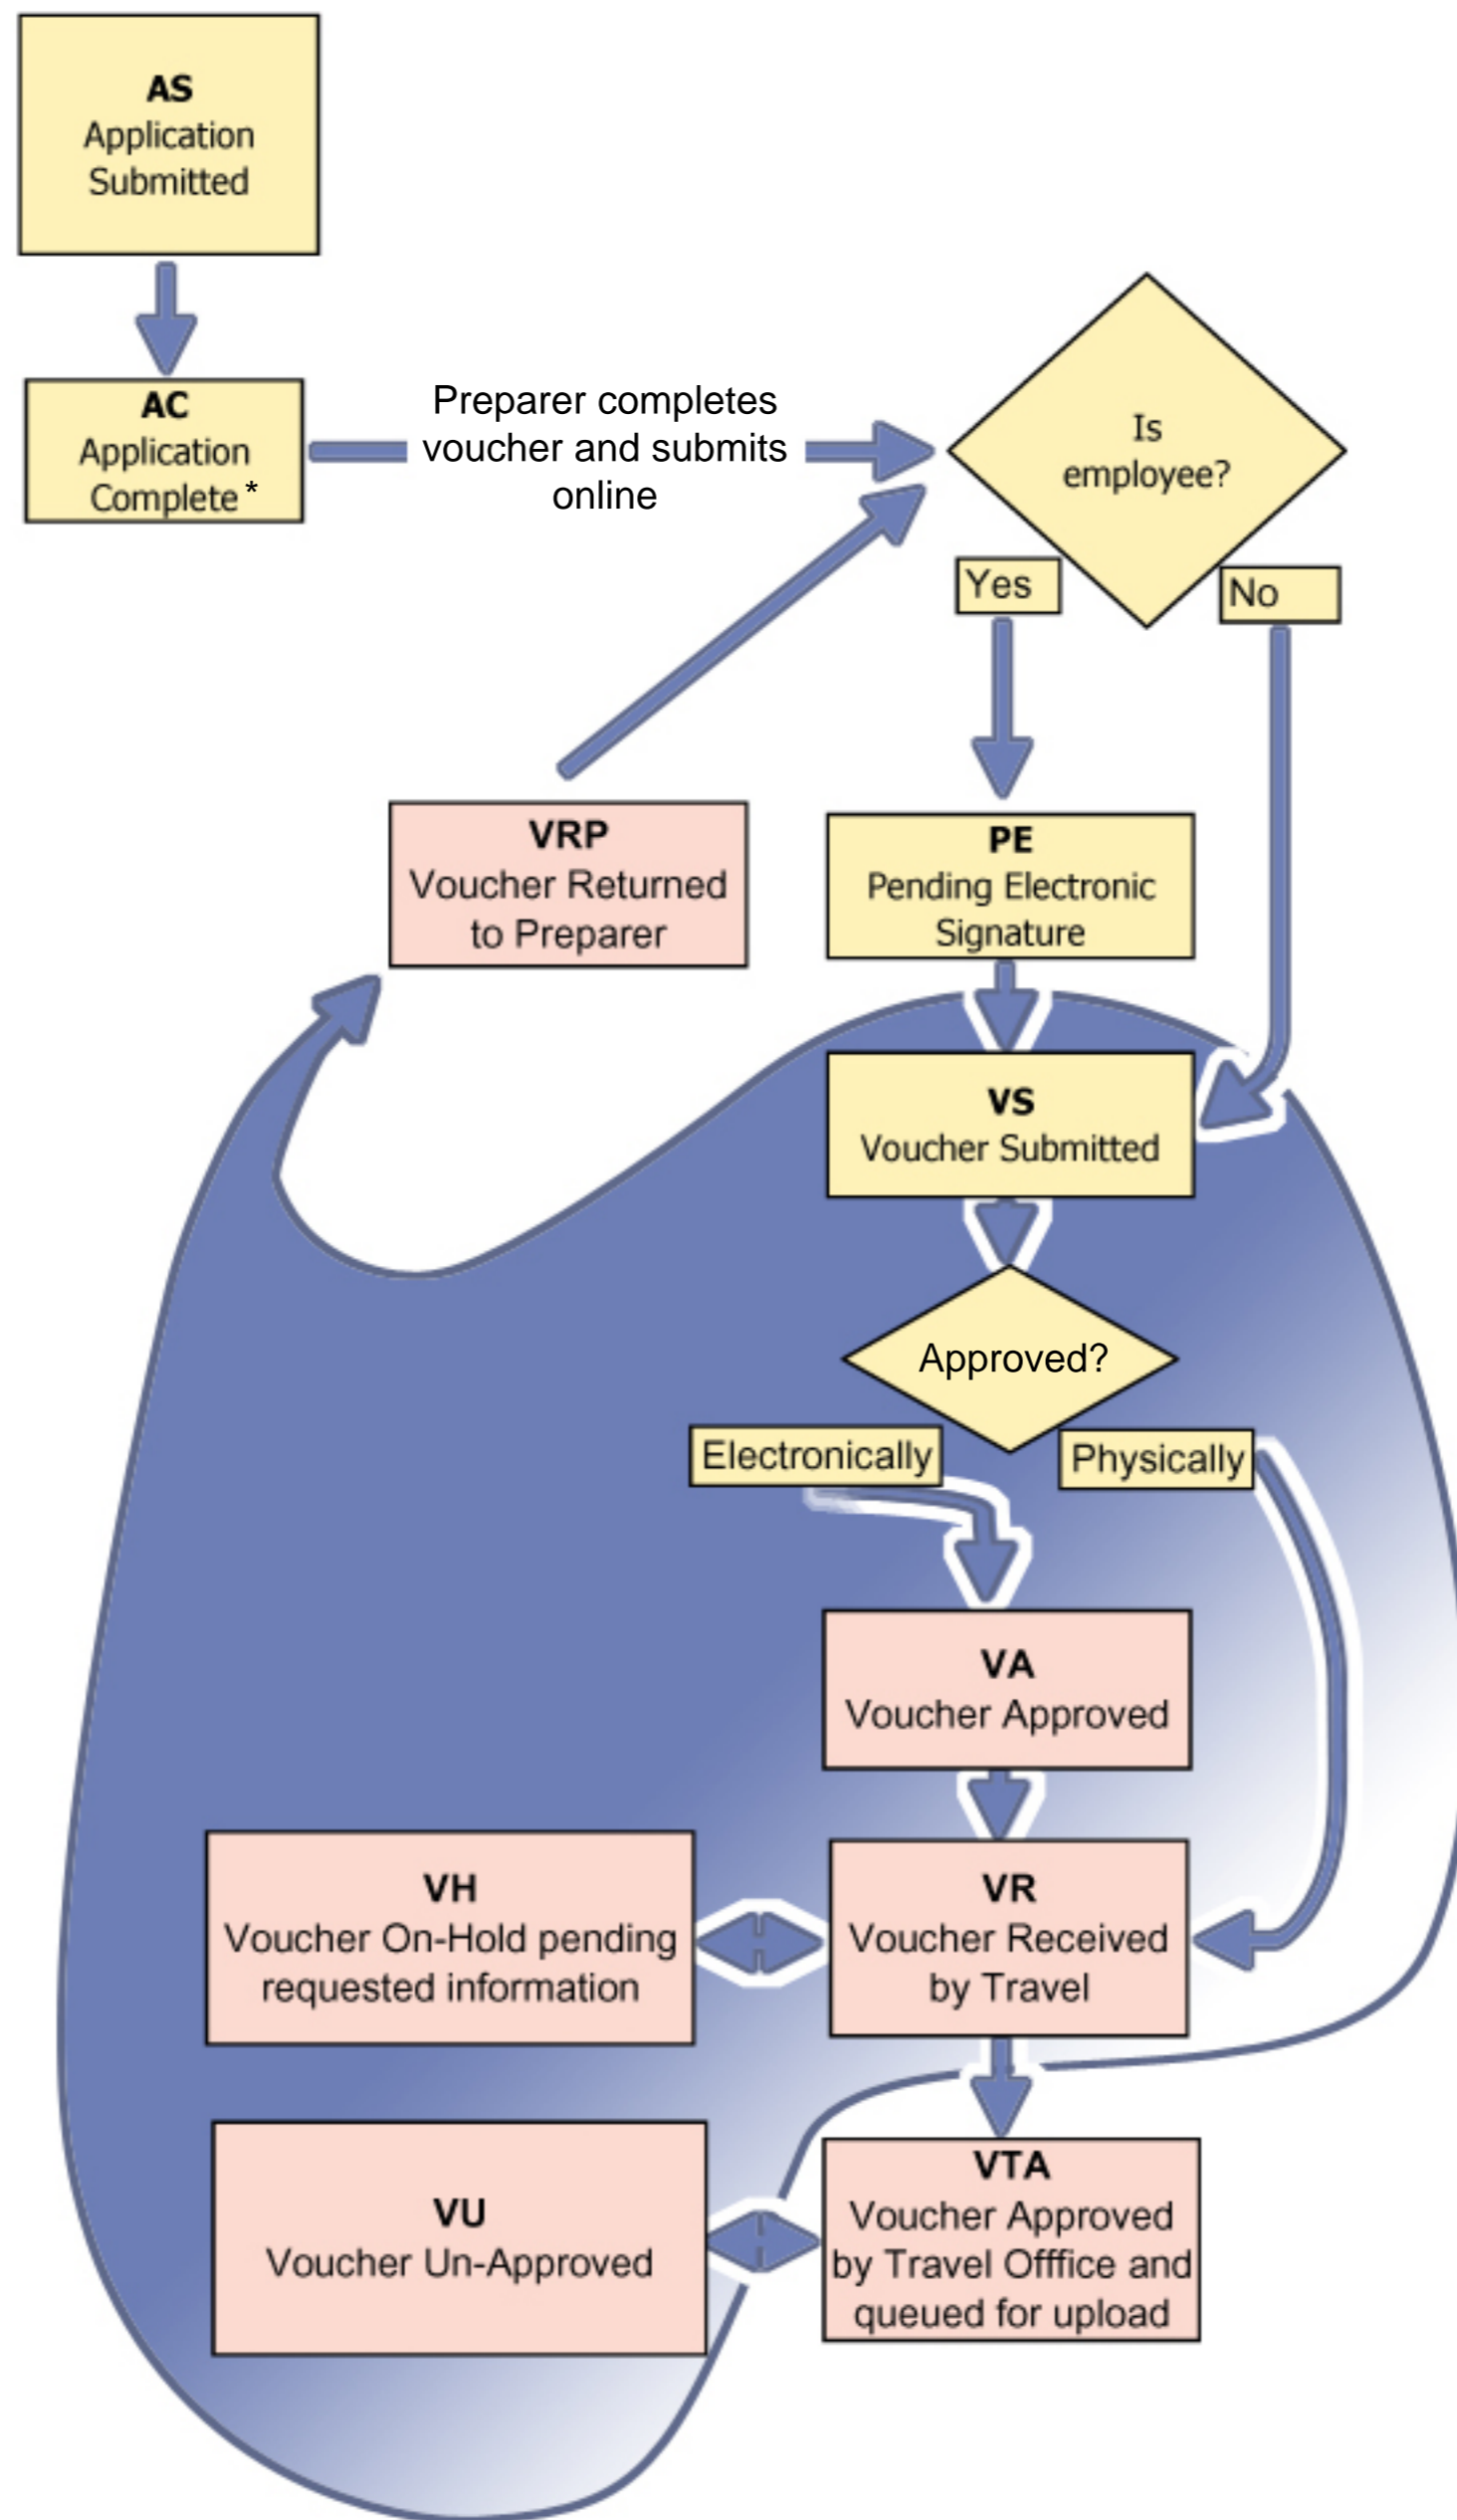 AS
Application
Submitted
AC
Application
Complete *
Preparer completes
voucher and submits
online
Is
employee?
Yes
No
VRP
Voucher Returned
to Preparer
PE
Pending Electronic
Signature
VS
Voucher Submitted
Approved?
Electronically
Physically
VA
Voucher Approved
VH
Voucher On-Hold pending
requested information
VR
Voucher Received
by Travel
VU
Voucher Un-Approved
VTA
Voucher Approved
by Travel Offfice and
queued for upload